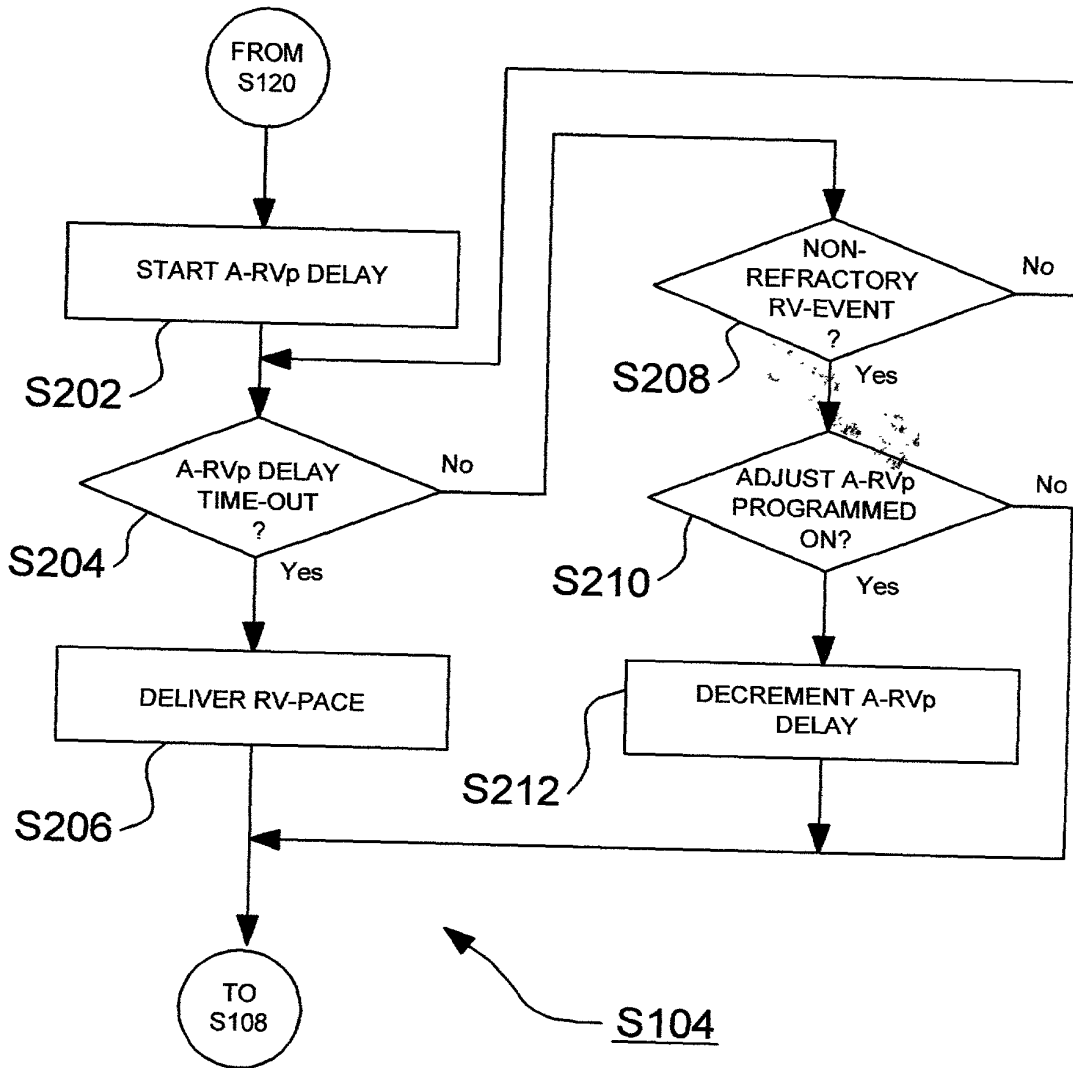 FROM
S120
START A-RVp DELAY
S202
A-RVp DELAY
TIME-OUT
?
No
S204
Yes
DELIVER RV-PACE
S206
TO
S108
NON-
REFRACTORY
RV-EVENT
?
No
S208
Yes
ADJUST A-RVp
PROGRAMMED
ON?
No
S210
Yes
DECREMENT A-RVp
DELAY
S212
S104